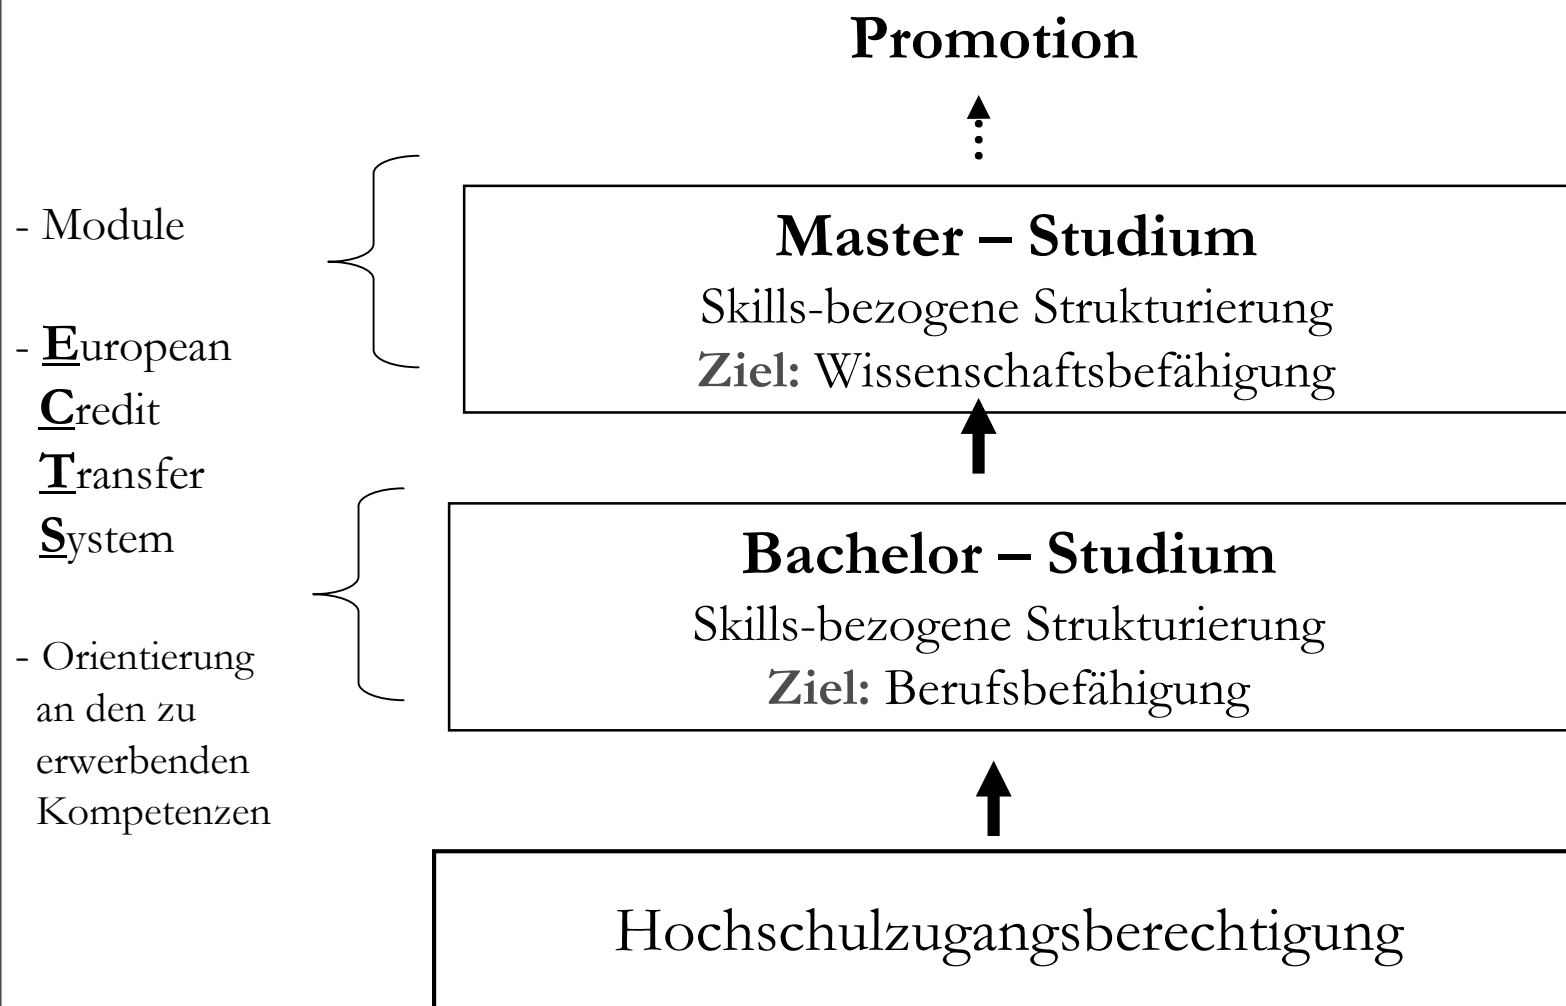 Promotion
- Module
- European
Credit
Transfer
System
- Orientierung
an den zu
erwerbenden
Kompetenzen
Master – Studium
Skills-bezogene Strukturierung
Ziel: Wissenschaftsbefähigung
Bachelor – Studium
Skills-bezogene Strukturierung
Ziel: Berufsbefähigung
Hochschulzugangsberechtigung